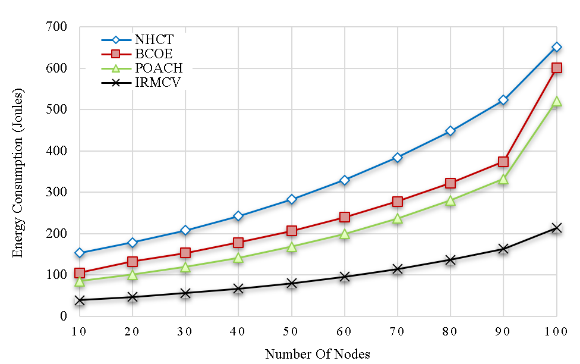 700
600
500
400
300
200
100
0
Energy Consumption (Joules)
NHCT
BCOE
POACH
IRMCV
10 20 30 40 50 60 70 80 90 100
Number Of Nodes